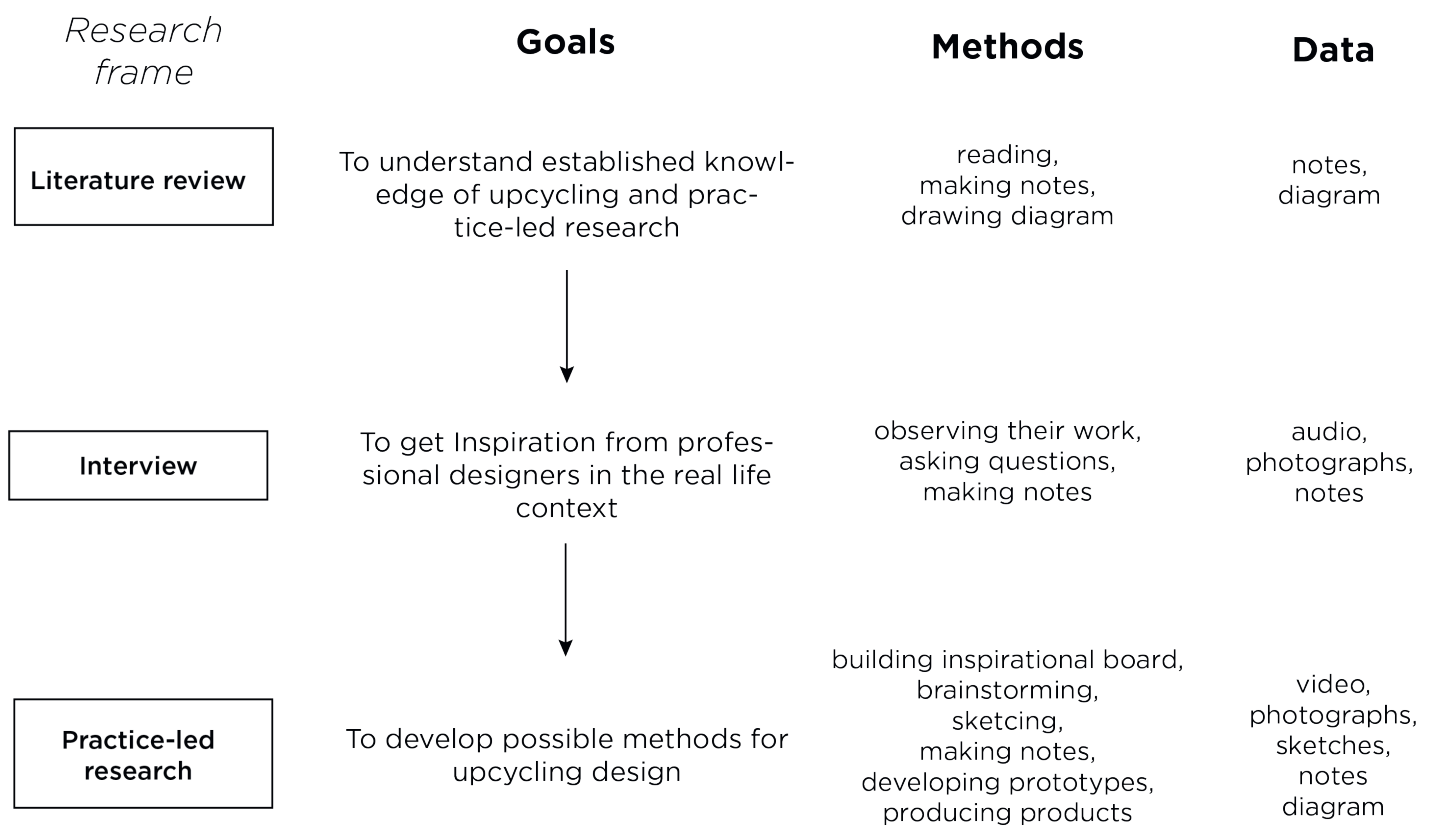 Research
frame
Goals
Methods
Data
Literature review
To understand established knowl-
edge of upcycling and prac-
tice-led research
reading,
making notes,
drawing diagram
notes,
diagram
Interview
To get Inspiration from profes-
sional designers in the real life
context
observing their work,
asking questions,
making notes
audio,
photographs,
notes
Practice-led
research
To develop possible methods for
upcycling design
building inspirational board,
brainstorming,
sketcing,
making notes,
developing prototypes,
producing products
video,
photographs,
sketches,
notes
diagram